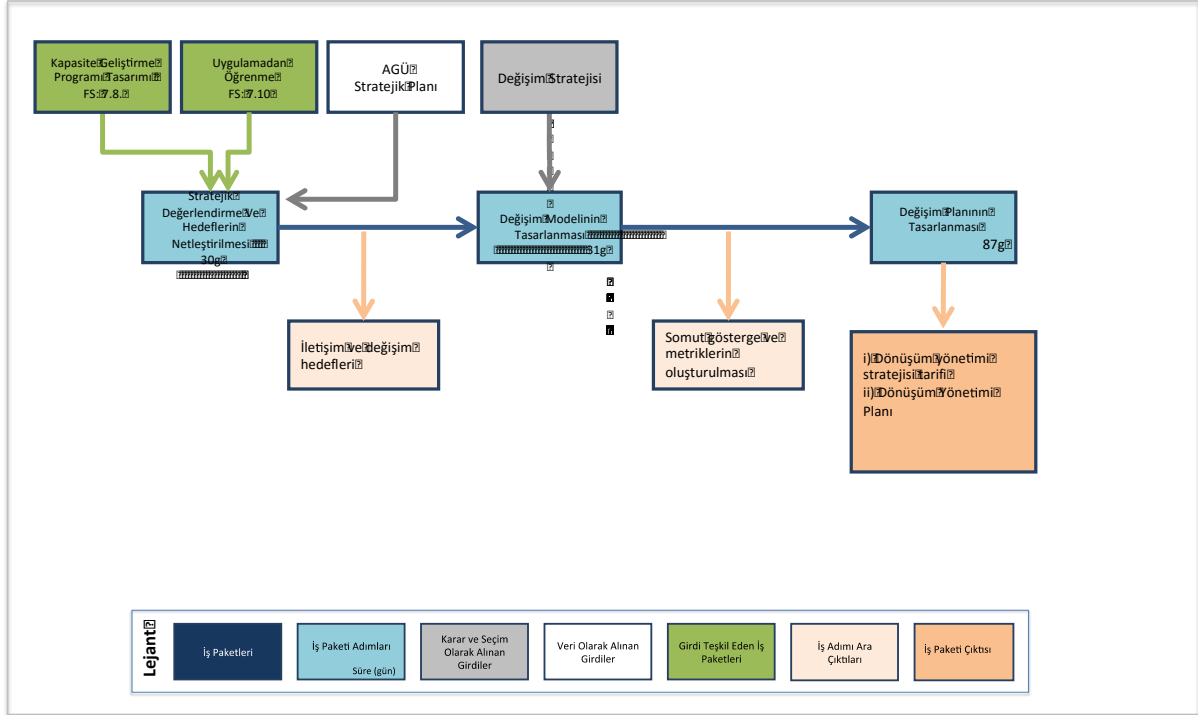 Kapasite Geliştirme
Programı Tasarımı
FS: 7.8.
Uygulamadan
Öğrenme
FS: 7.10
AGÜ
Stratejik Planı
Değişim Stratejisi
Stratejik
Değerlendirme Ve
Hedeflerin
Netleştirilmesi
30g
Değişim Modelinin
Tasarlanması
31g
Değişim Planının
Tasarlanması
87g
İletişim ve değişim
hedefleri
Somut gösterge ve
metriklerin
oluşturulması
i) Dönüşüm yönetimi
stratejisi tarifi
ii) Dönüşüm Yönetimi
Planı
Lejant
İş Paketleri
İş Paketi Adımları
Süre (gün)
Karar ve Seçim
Olarak Alınan
Girdiler
Veri Olarak Alınan
Girdiler
Girdi Teşkil Eden İş
Paketleri
İş Adımı Ara
Çıktıları
İş Paketi Çıktısı